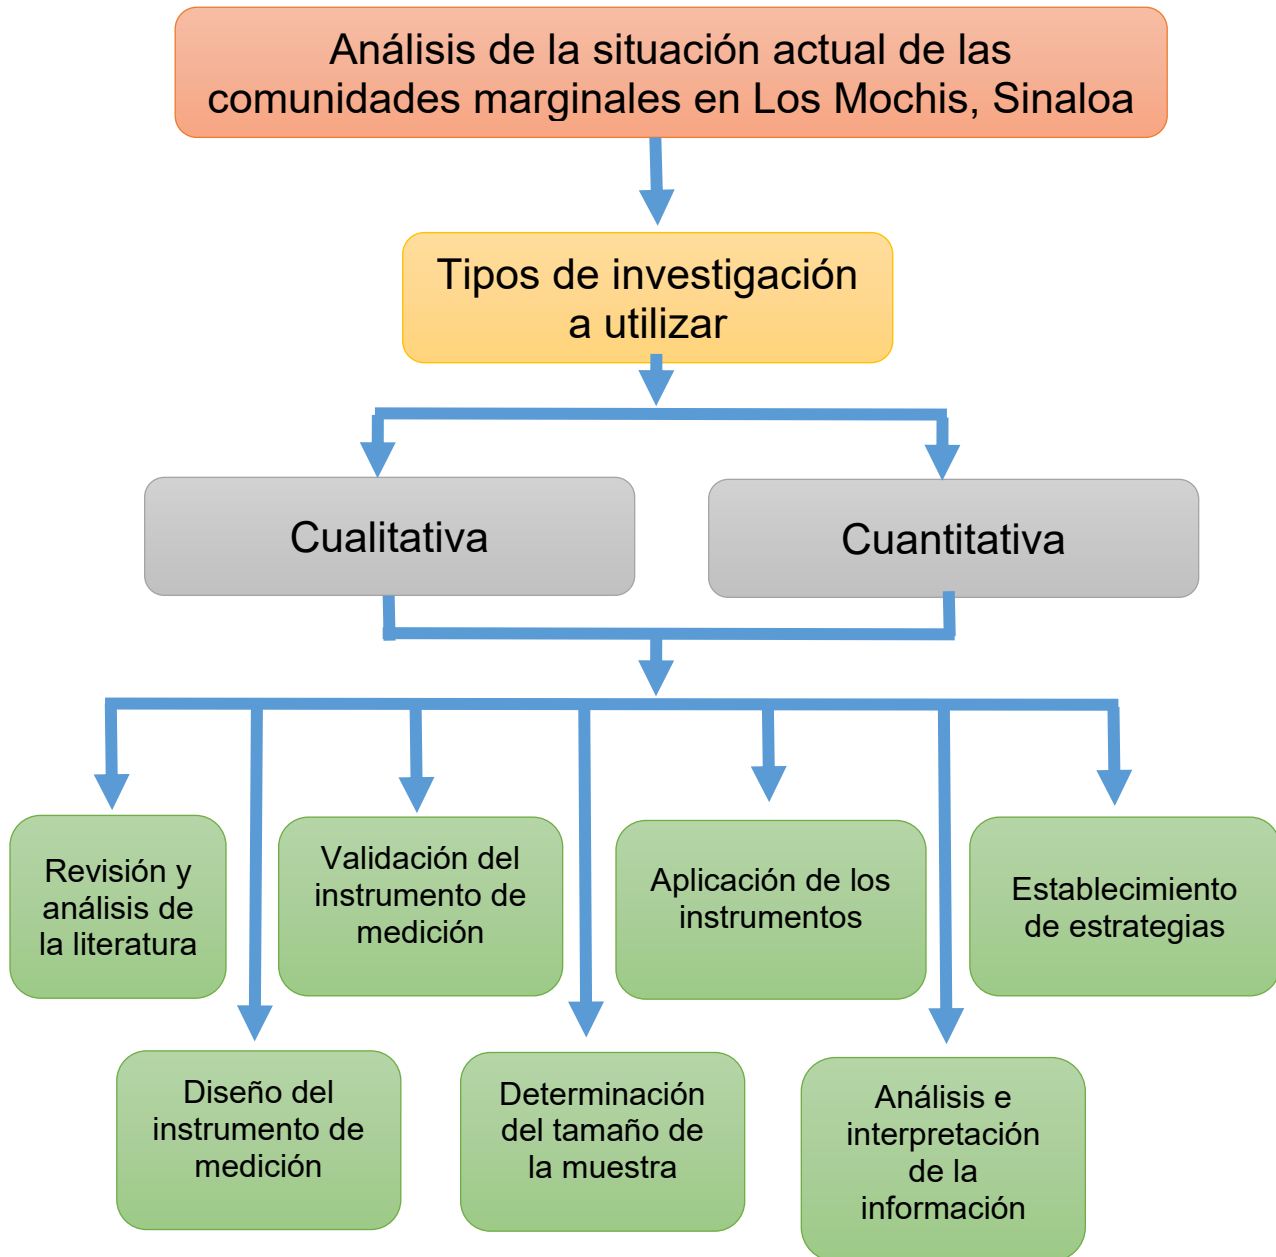 Análisis de la situación actual de las
comunidades marginales en Los Mochis, Sinaloa
Tipos de investigación
a utilizar
Cualitativa
Cuantitativa
Revisión y
análisis de
la literatura
Validación del
instrumento de
medición
Aplicación de los
instrumentos
Establecimiento
de estrategias
Diseño del
instrumento de
medición
Determinación
del tamaño de
la muestra
Análisis e
interpretación
de la
información